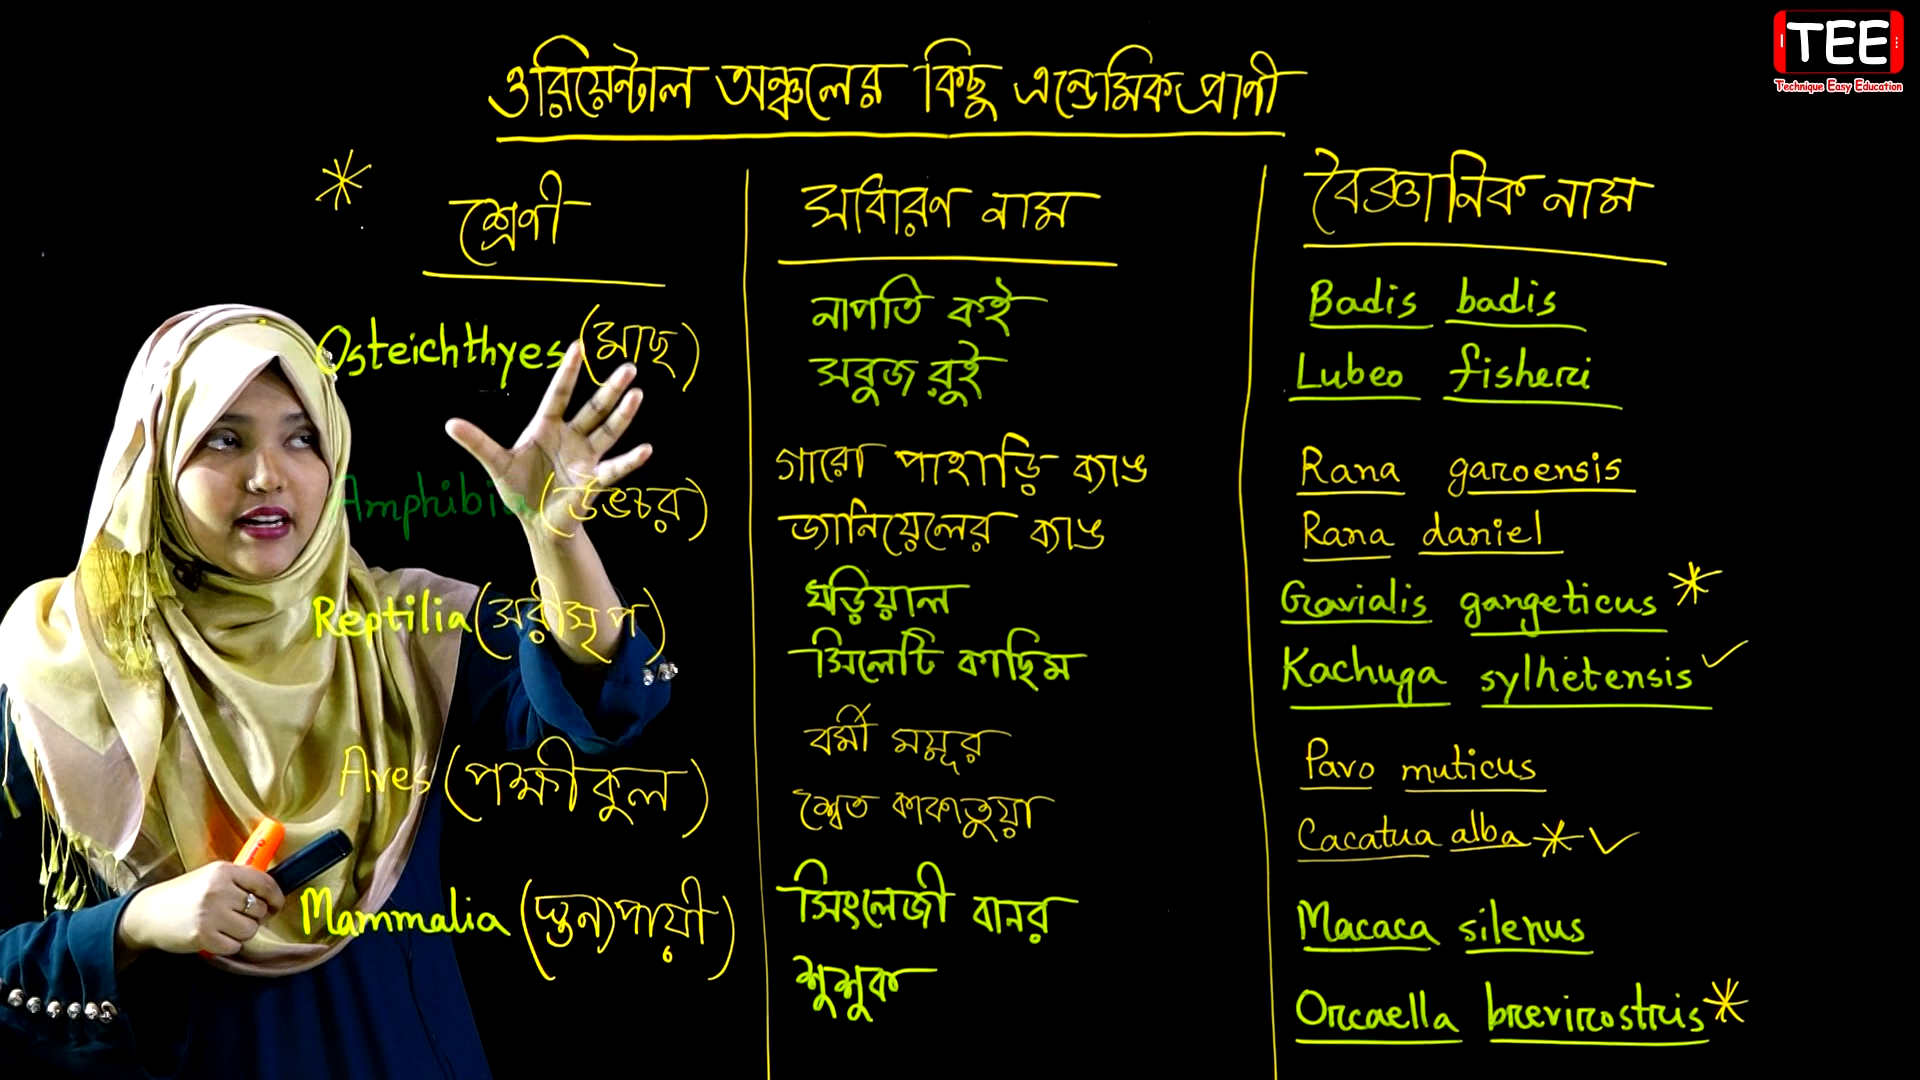 TEE
Technique Easy Education
ওরিয়েন্টাল অঞ্চলের কিছু এন্ডেমিক প্রাণী
শ্রেণী সাধারণ নাম বৈজ্ঞানিক নাম
Osteichthyes (মাছ) নাপতি কই Badis badis
সবুজ রুই Lubeo fisheri
Amphibia (উভচর) গারো পাহাড়ি ব্যাঙ Rana garoensis
ড্যানিয়েলের ব্যাঙ Rana daniel
Reptilia (সরীসৃপ) ঘড়িয়াল Gavialis gangeticus
সিলেটি কাছিম Kachuga sylhetensis
Aves (পক্ষীকুল) বর্মী ময়ূর Pavo muticus
শ্বেত কাকাতুয়া Cacatua alba
Mammalia (স্তন্যপায়ী) সিংলেজী বানর Macaca silenus
শুশুক Orcaella brevirostris